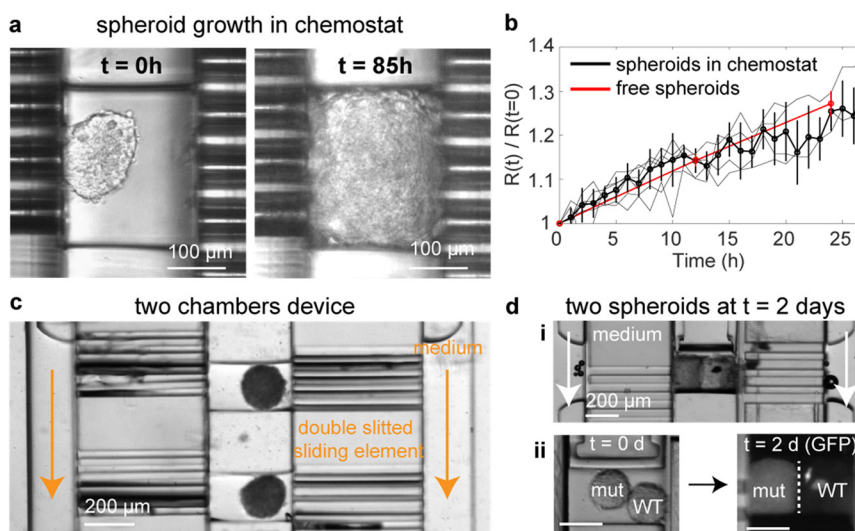 a spheroid growth in chemostat
t = 0h
t = 85h
100 µm
100 µm
b
1.4
1.3
1.2
1.1
1
R(t) / R(t=0)
spheroids in chemostat
free spheroids
0 5 10 15 20 25
Time (h)
c two chambers device
medium
double slitted
sliding element
200 µm
d two spheroids at t = 2 days
i
medium
200 µm
ii
t = 0 d
mut
WT
t = 2 d (GFP)
mut
WT